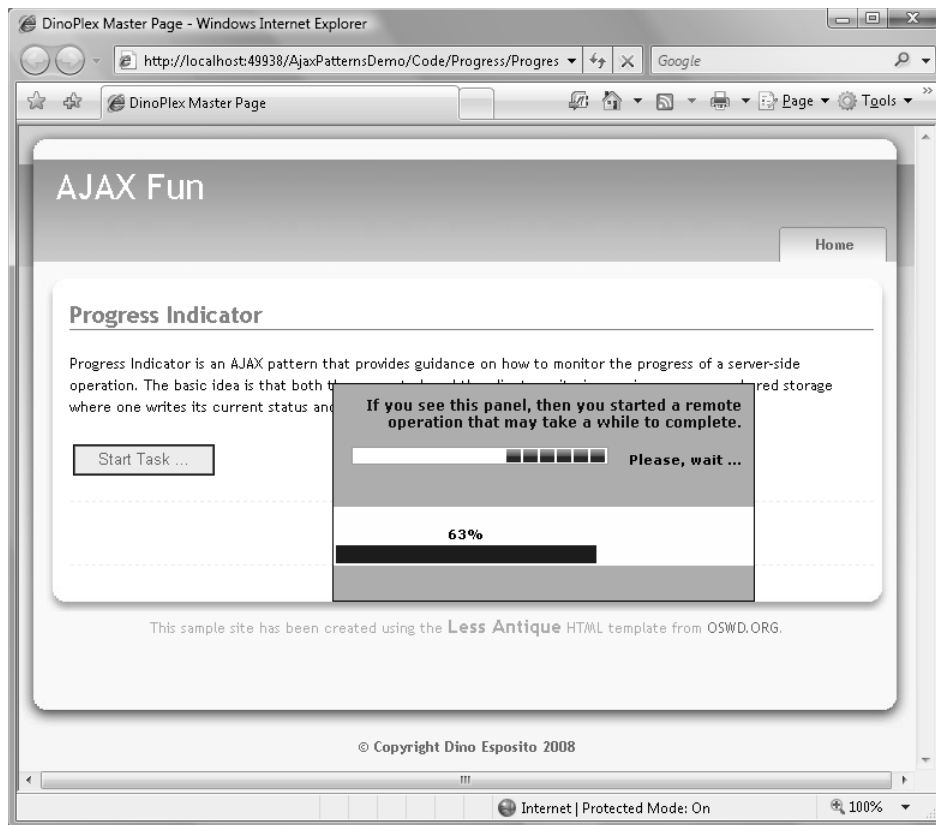 DinoPlex Master Page - Windows Internet Explorer
http://localhost:49938/AjaxPatternsDemo/Code/Progress/Progres
Google
DinoPlex Master Page
Page
Tools
AJAX Fun
Home
Progress Indicator
Progress Indicator is an AJAX pattern that provides guidance on how to monitor the progress of a server-side
operation. The basic idea is that both
where one writes its current status and
storage
If you see this panel, then you started a remote
operation that may take a while to complete.
Start Task ...
Please, wait ...
63%
This sample site has been created using the Less Antique HTML template from OSWD.ORG.
© Copyright Dino Esposito 2008
Internet | Protected Mode: On
100%